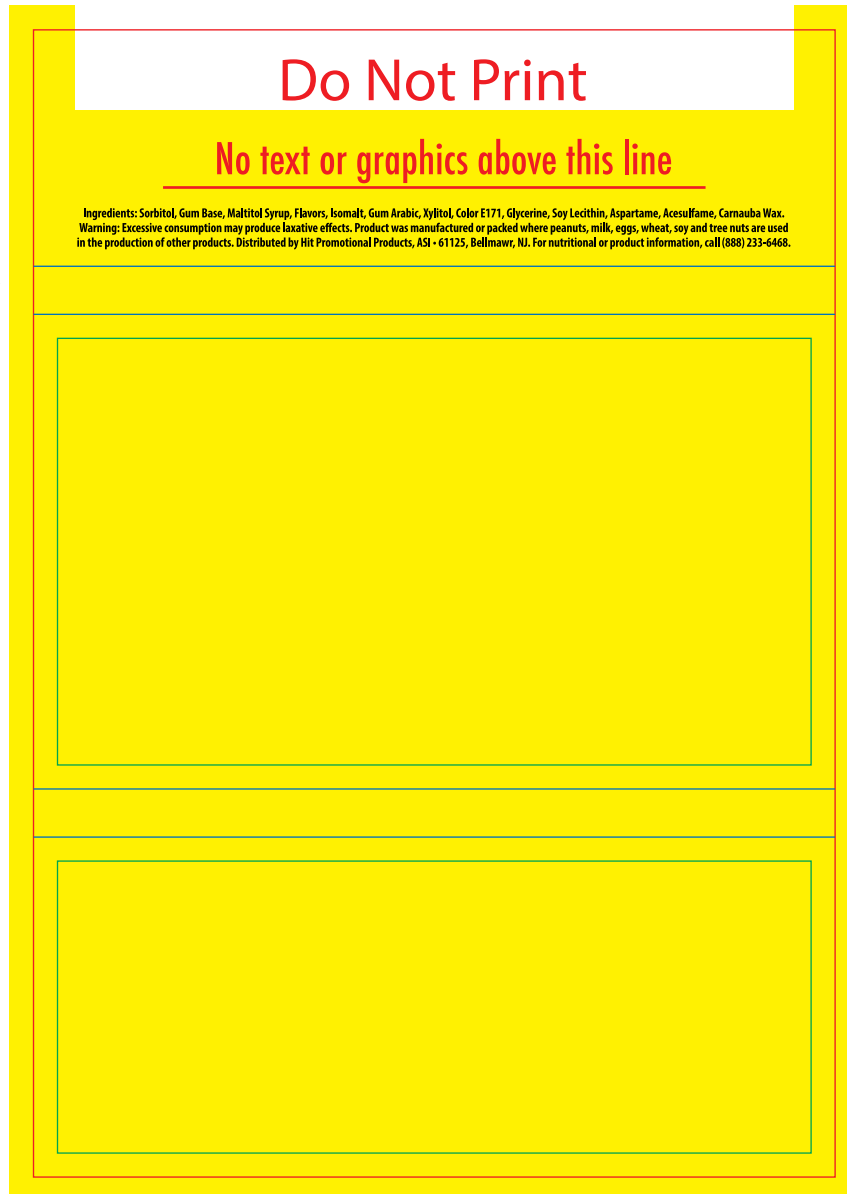 Do Not Print
No text or graphics above this line
Ingredients: Sorbitol, Gum Base, Maltitol Syrup, Flavors, Isomalt, Gum Arabic, Xylitol, Color E171, Glycerine, Soy Lecithin, Aspartame, Acesulfame, Carnauba Wax.
Warning: Excessive consumption may produce laxative effects. Product was manufactured or packed where peanuts, milk, eggs, wheat, soy and tree nuts are used
in the production of other products. Distributed by Hit Promotional Products, ASI • 61125, Bellmawr, NJ. For nutritional or product information, call (888) 233-6468.